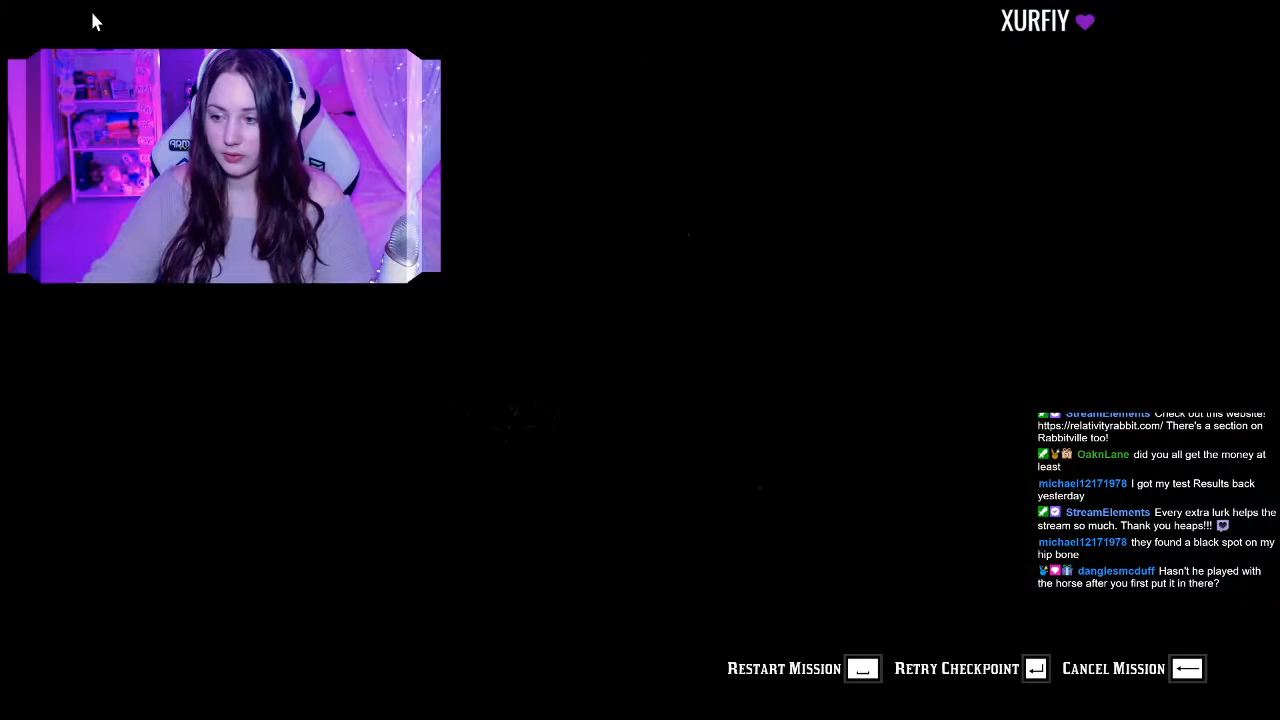 XURFIY
StreamElements Check out this website!
https://relativityrabbit.com/ There's a section on
Rabbitville too!
OaknLane did you all get the money at
least
michael12171978 I got my test Results back
yesterday
StreamElements Every extra lurk helps the
stream so much. Thank you heaps!!!
michael12171978 they found a black spot on my
hip bone
danglesmcduff Hasn't he played with
the horse after you first put it in there?
RESTART MISSION RETRY CHECKPOINT CANCEL MISSION